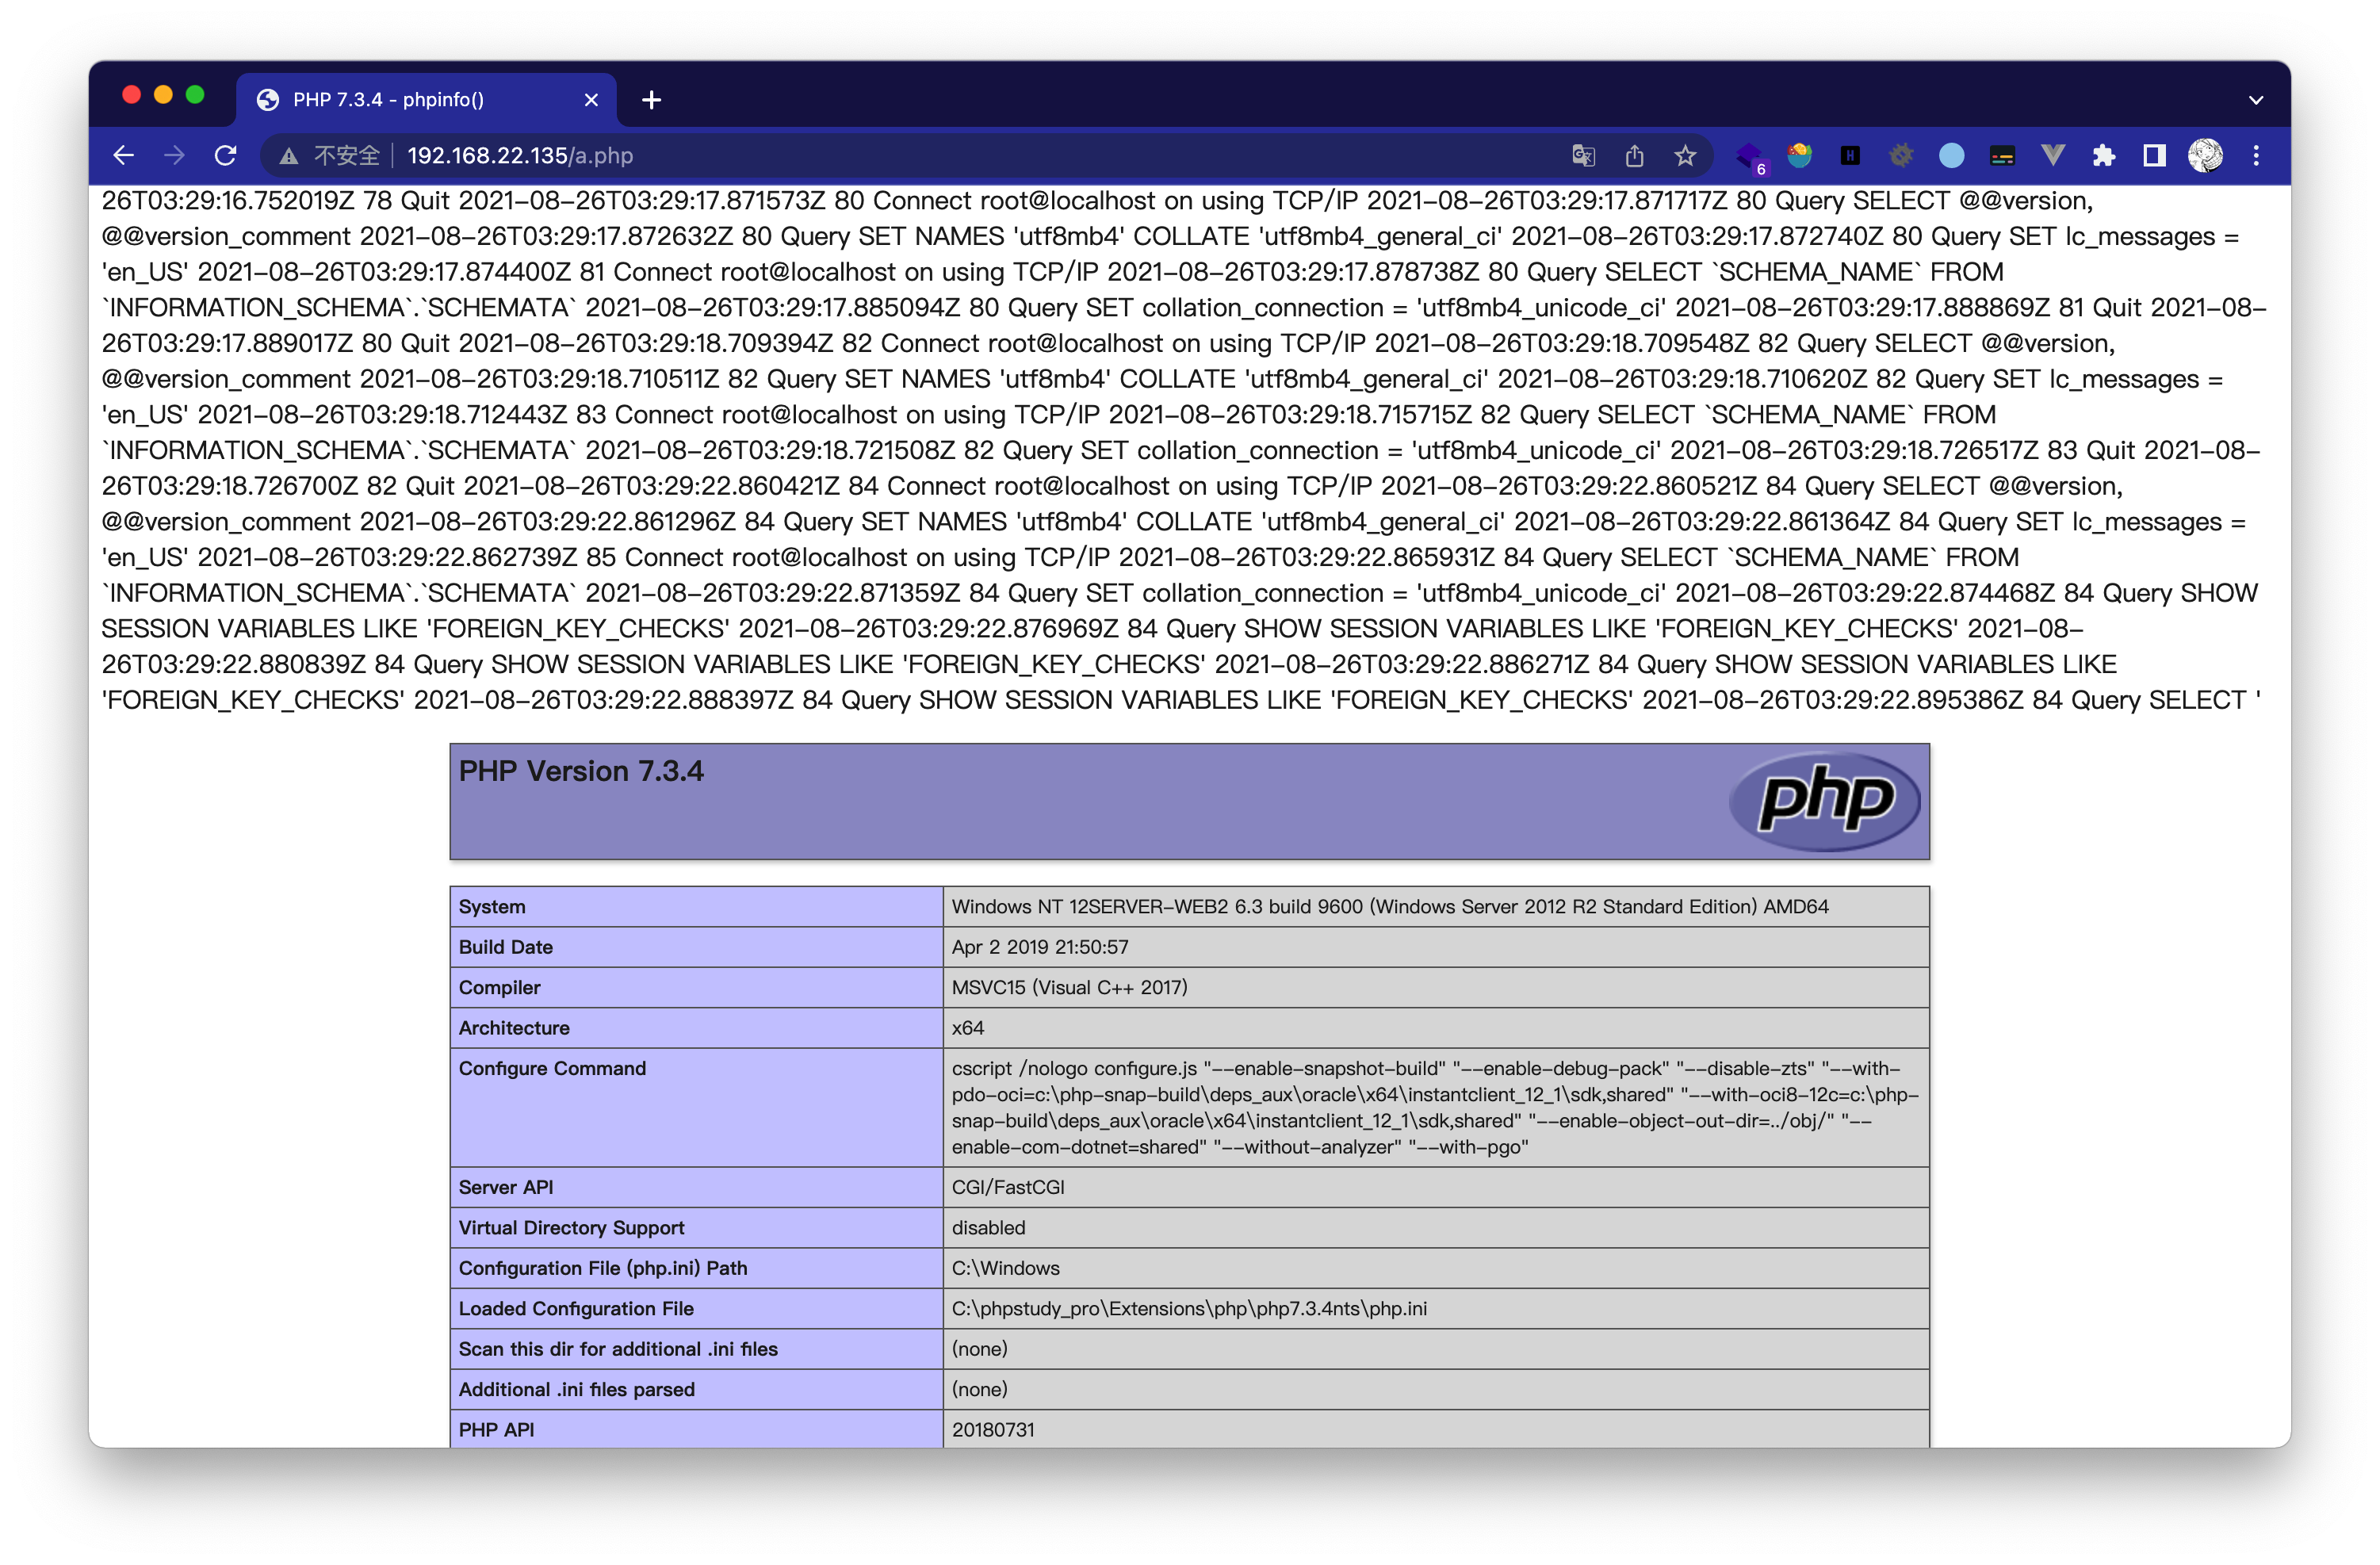 PHP 7.3.4 - phpinfo()
不安全 192.168.22.135/a.php
6
H
26T03:29:16.752019Z 78 Quit 2021-08-26T03:29:17.871573Z 80 Connect root@localhost on using TCP/IP 2021-08-26T03:29:17.871717Z 80 Query SELECT @@version,
@@version_comment 2021-08-26T03:29:17.872632Z 80 Query SET NAMES 'utf8mb4' COLLATE 'utf8mb4_general_ci' 2021-08-26T03:29:17.872740Z 80 Query SET lc_messages =
'en_US' 2021-08-26T03:29:17.874400Z 81 Connect root@localhost on using TCP/IP 2021-08-26T03:29:17.878738Z 80 Query SELECT `SCHEMA_NAME` FROM
`INFORMATION_SCHEMA`.`SCHEMATA` 2021-08-26T03:29:17.885094Z 80 Query SET collation_connection = 'utf8mb4_unicode_ci' 2021-08-26T03:29:17.888869Z 81 Quit 2021-08-
26T03:29:17.889017Z 80 Quit 2021-08-26T03:29:18.709394Z 82 Connect root@localhost on using TCP/IP 2021-08-26T03:29:18.709548Z 82 Query SELECT @@version,
@@version_comment 2021-08-26T03:29:18.710511Z 82 Query SET NAMES 'utf8mb4' COLLATE 'utf8mb4_general_ci' 2021-08-26T03:29:18.710620Z 82 Query SET lc_messages =
'en_US' 2021-08-26T03:29:18.712443Z 83 Connect root@localhost on using TCP/IP 2021-08-26T03:29:18.715715Z 82 Query SELECT `SCHEMA_NAME` FROM
`INFORMATION_SCHEMA`.`SCHEMATA` 2021-08-26T03:29:18.721508Z 82 Query SET collation_connection = 'utf8mb4_unicode_ci' 2021-08-26T03:29:18.726517Z 83 Quit 2021-08-
26T03:29:18.726700Z 82 Quit 2021-08-26T03:29:22.860421Z 84 Connect root@localhost on using TCP/IP 2021-08-26T03:29:22.860521Z 84 Query SELECT @@version,
@@version_comment 2021-08-26T03:29:22.861296Z 84 Query SET NAMES 'utf8mb4' COLLATE 'utf8mb4_general_ci' 2021-08-26T03:29:22.861364Z 84 Query SET lc_messages =
'en_US' 2021-08-26T03:29:22.862739Z 85 Connect root@localhost on using TCP/IP 2021-08-26T03:29:22.865931Z 84 Query SELECT `SCHEMA_NAME` FROM
`INFORMATION_SCHEMA`.`SCHEMATA` 2021-08-26T03:29:22.871359Z 84 Query SET collation_connection = 'utf8mb4_unicode_ci' 2021-08-26T03:29:22.874468Z 84 Query SHOW
SESSION VARIABLES LIKE 'FOREIGN_KEY_CHECKS' 2021-08-26T03:29:22.876969Z 84 Query SHOW SESSION VARIABLES LIKE 'FOREIGN_KEY_CHECKS' 2021-08-
26T03:29:22.880839Z 84 Query SHOW SESSION VARIABLES LIKE 'FOREIGN_KEY_CHECKS' 2021-08-26T03:29:22.886271Z 84 Query SHOW SESSION VARIABLES LIKE
'FOREIGN_KEY_CHECKS' 2021-08-26T03:29:22.888397Z 84 Query SHOW SESSION VARIABLES LIKE 'FOREIGN_KEY_CHECKS' 2021-08-26T03:29:22.895386Z 84 Query SELECT '
PHP Version 7.3.4
php
System Windows NT 12SERVER-WEB2 6.3 build 9600 (Windows Server 2012 R2 Standard Edition) AMD64
Build Date Apr 2 2019 21:50:57
Compiler MSVC15 (Visual C++ 2017)
Architecture x64
Configure Command cscript /nologo configure.js "--enable-snapshot-build" "--enable-debug-pack" "--disable-zts" "--with-
pdo-oci=c:\php-snap-build\deps_aux\oracle\x64\instantclient_12_1\sdk,shared" "--with-oci8-12c=c:\php-
snap-build\deps_aux\oracle\x64\instantclient_12_1\sdk,shared" "--enable-object-out-dir=../obj/" "--
enable-com-dotnet=shared" "--without-analyzer" "--with-pgo"
Server API CGI/FastCGI
Virtual Directory Support disabled
Configuration File (php.ini) Path C:\Windows
Loaded Configuration File C:\phpstudy_pro\Extensions\php\php7.3.4nts\php.ini
Scan this dir for additional .ini files (none)
Additional .ini files parsed (none)
PHP API 20180731